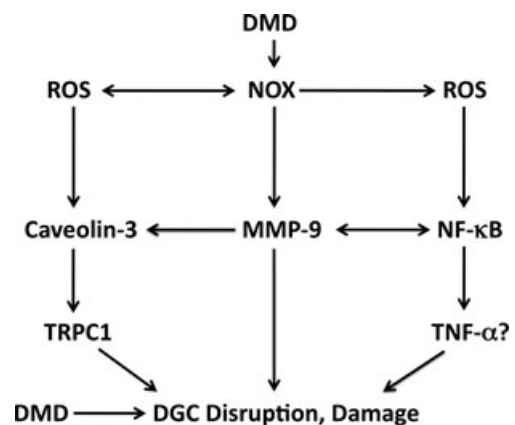 DMD
ROS NOX ROS
Caveolin-3 MMP-9 NF-κB
TRPC1 TNF-α?
DMD DGC Disruption, Damage